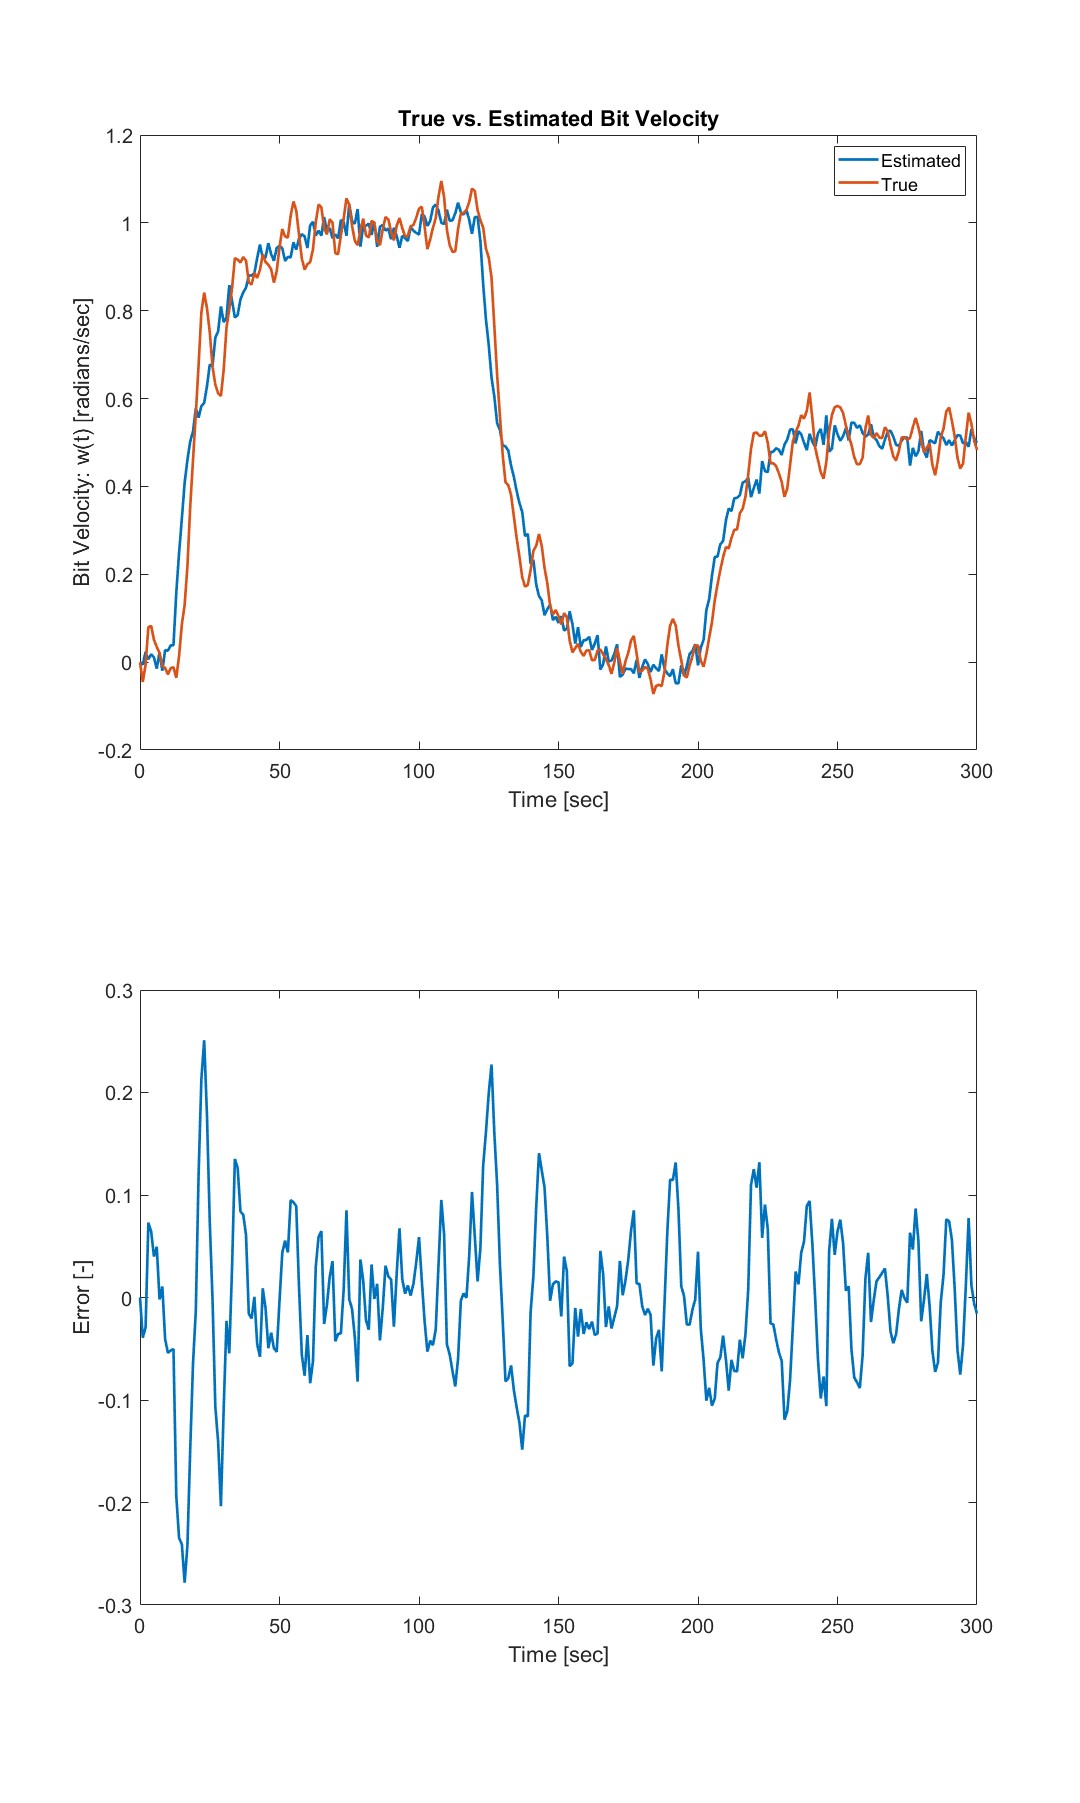 True vs. Estimated Bit Velocity
1.2
1
0.8
0.6
0.4
0.2
0
-0.2
Bit Velocity: w(t) [radians/sec]
Estimated
True
0 50 100 150 200 250 300
Time [sec]
0.3
0.2
0.1
0
-0.1
-0.2
-0.3
Error [-]
0 50 100 150 200 250 300
Time [sec]